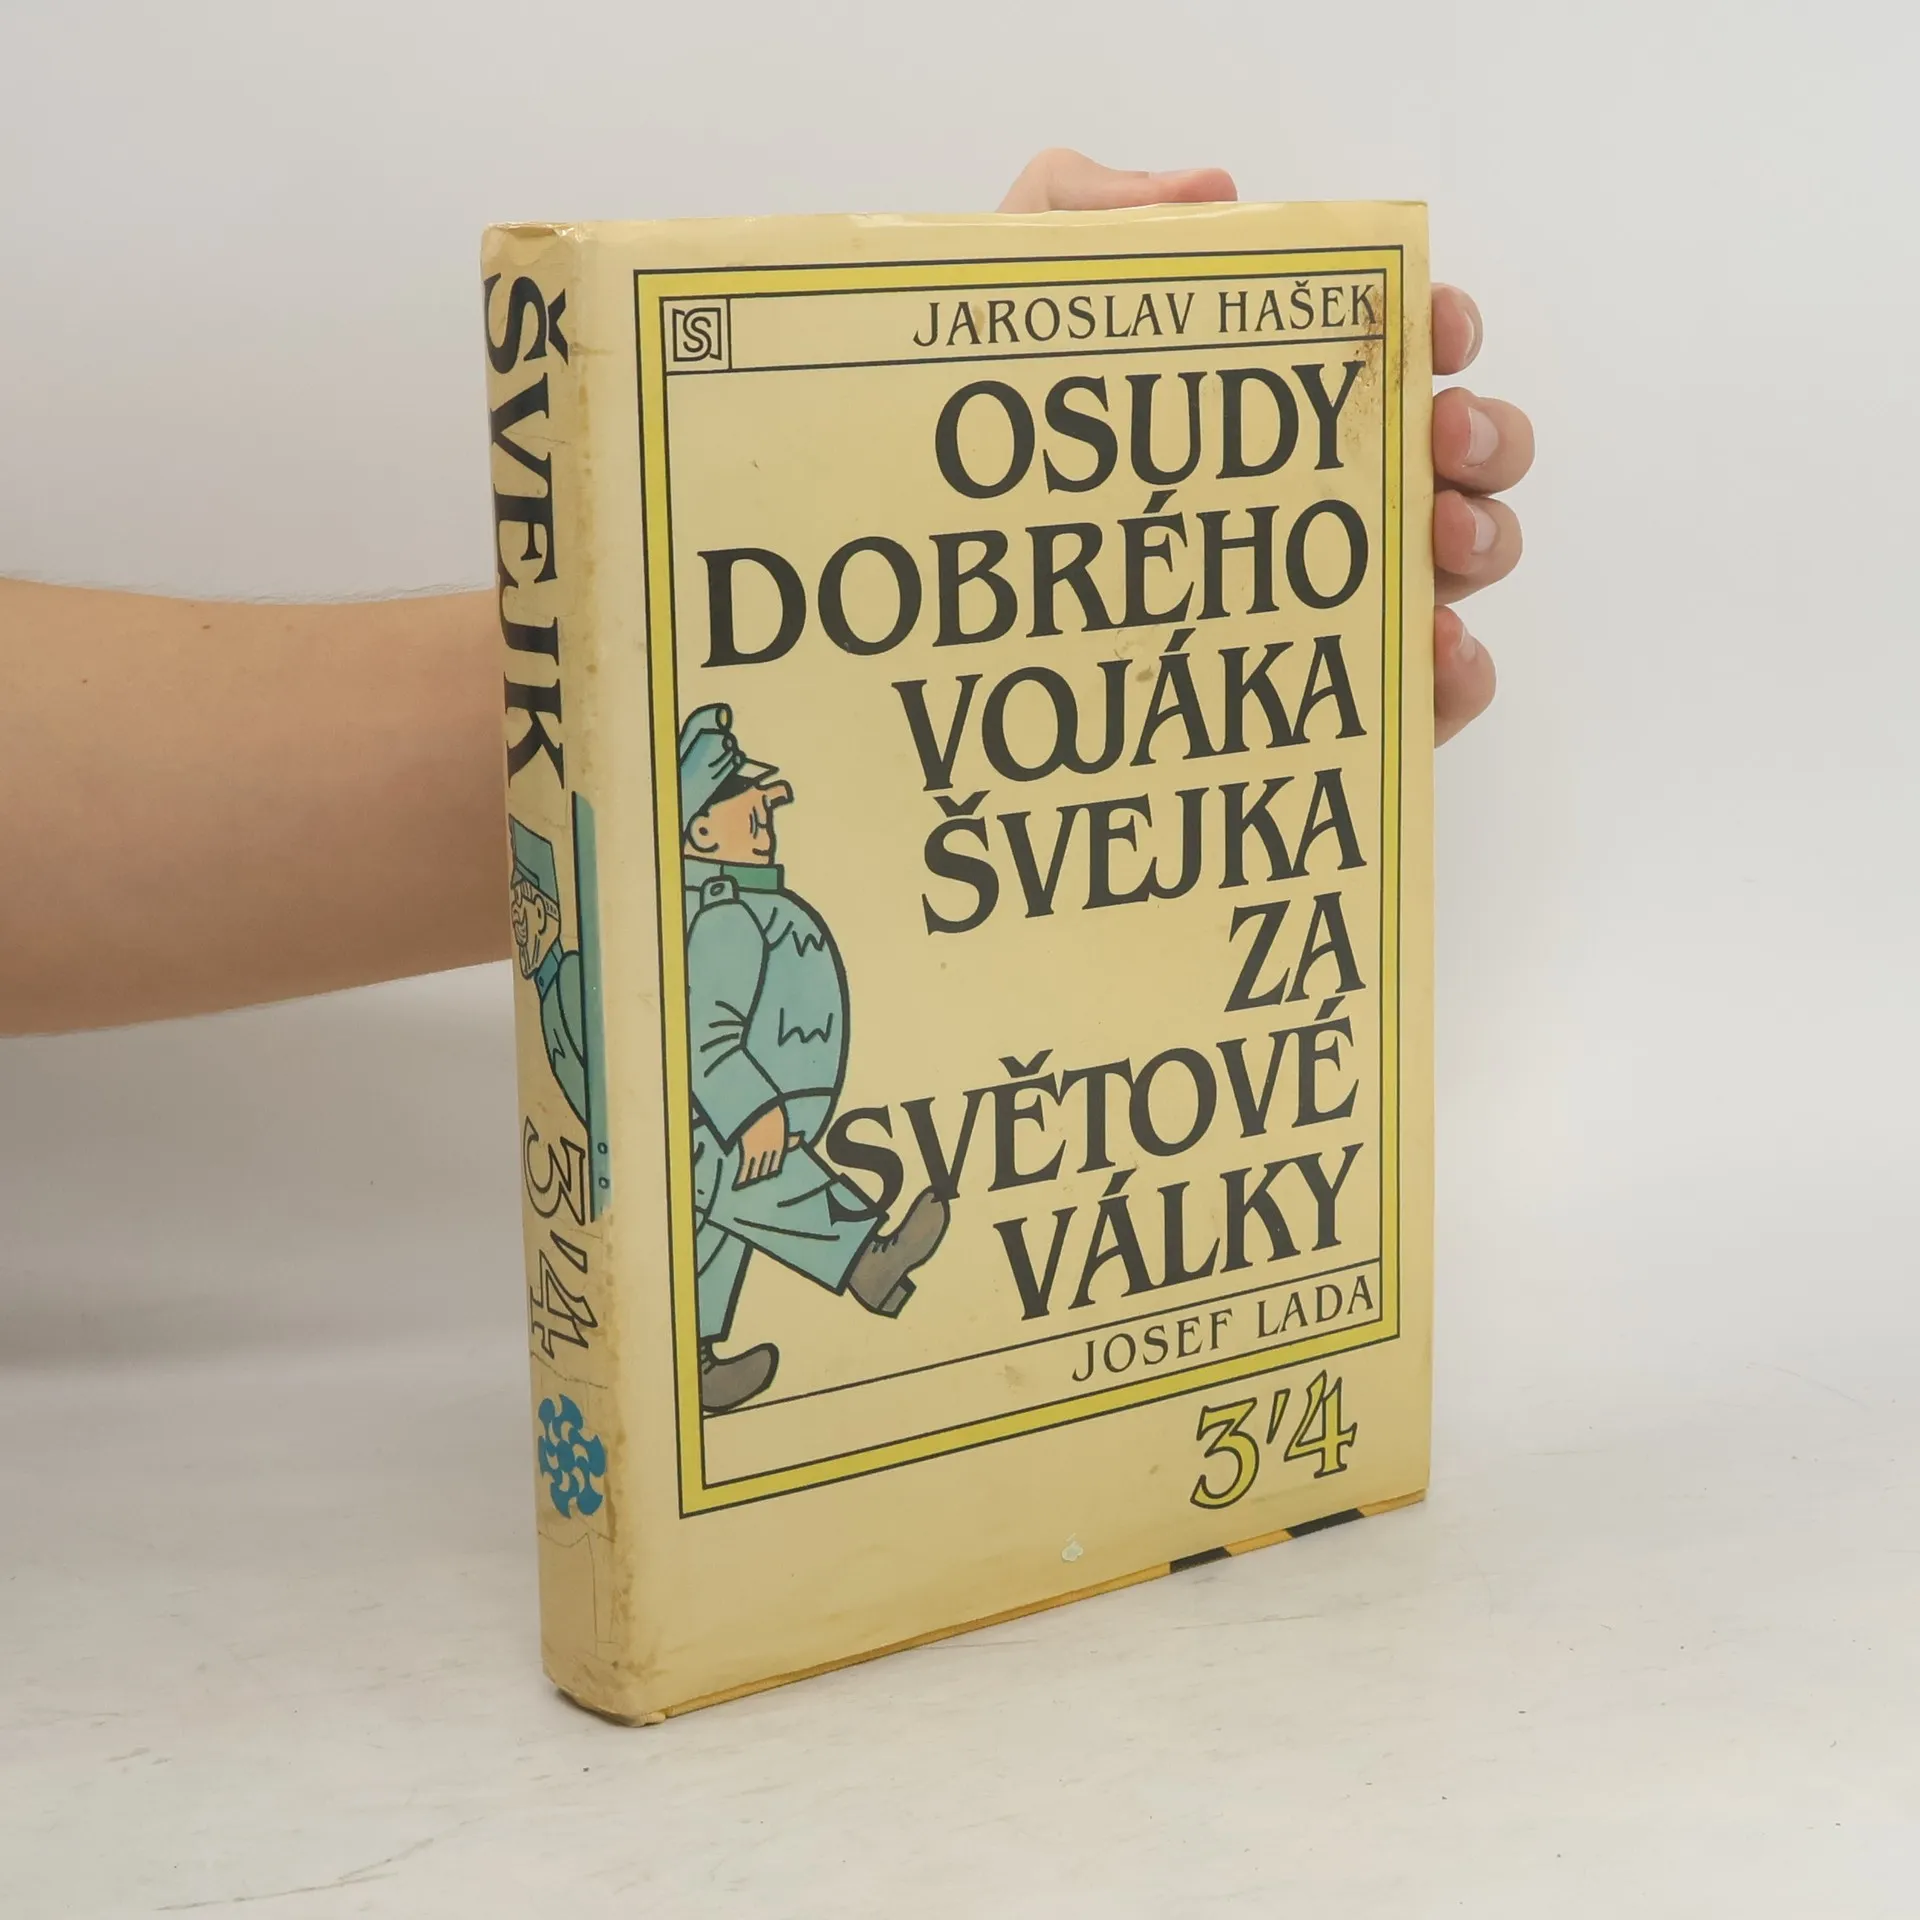 ŠVEJK 3'4
JAROSLAV HAŠEK
OSUDY
DOBRÉHO
VOJÁKA
ŠVEJKA
ZA
SVĚTOVÉ
VÁLKY
JOSEF LADA
3'4